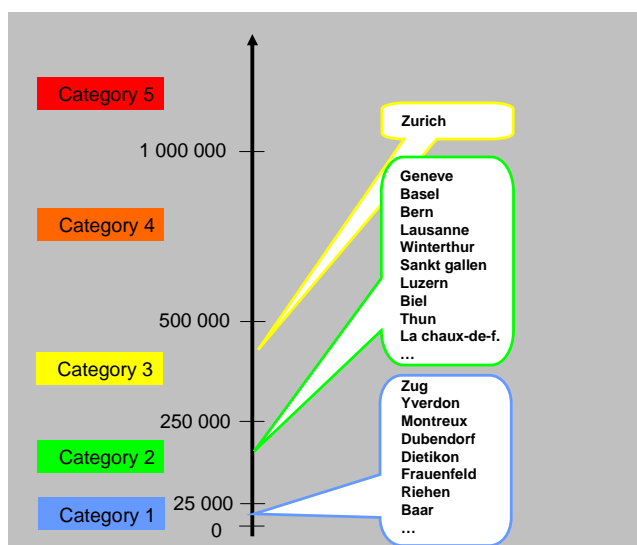 Category 5
1 000 000
Category 4
500 000
Category 3
250 000
Category 2
25 000
Category 1
0
Zurich
Geneve
Basel
Bern
Lausanne
Winterthur
Sankt gallen
Luzern
Biel
Thun
La chaux-de-f.
...
Zug
Yverdon
Montreux
Dubendorf
Dietikon
Frauenfeld
Riehen
Baar
...